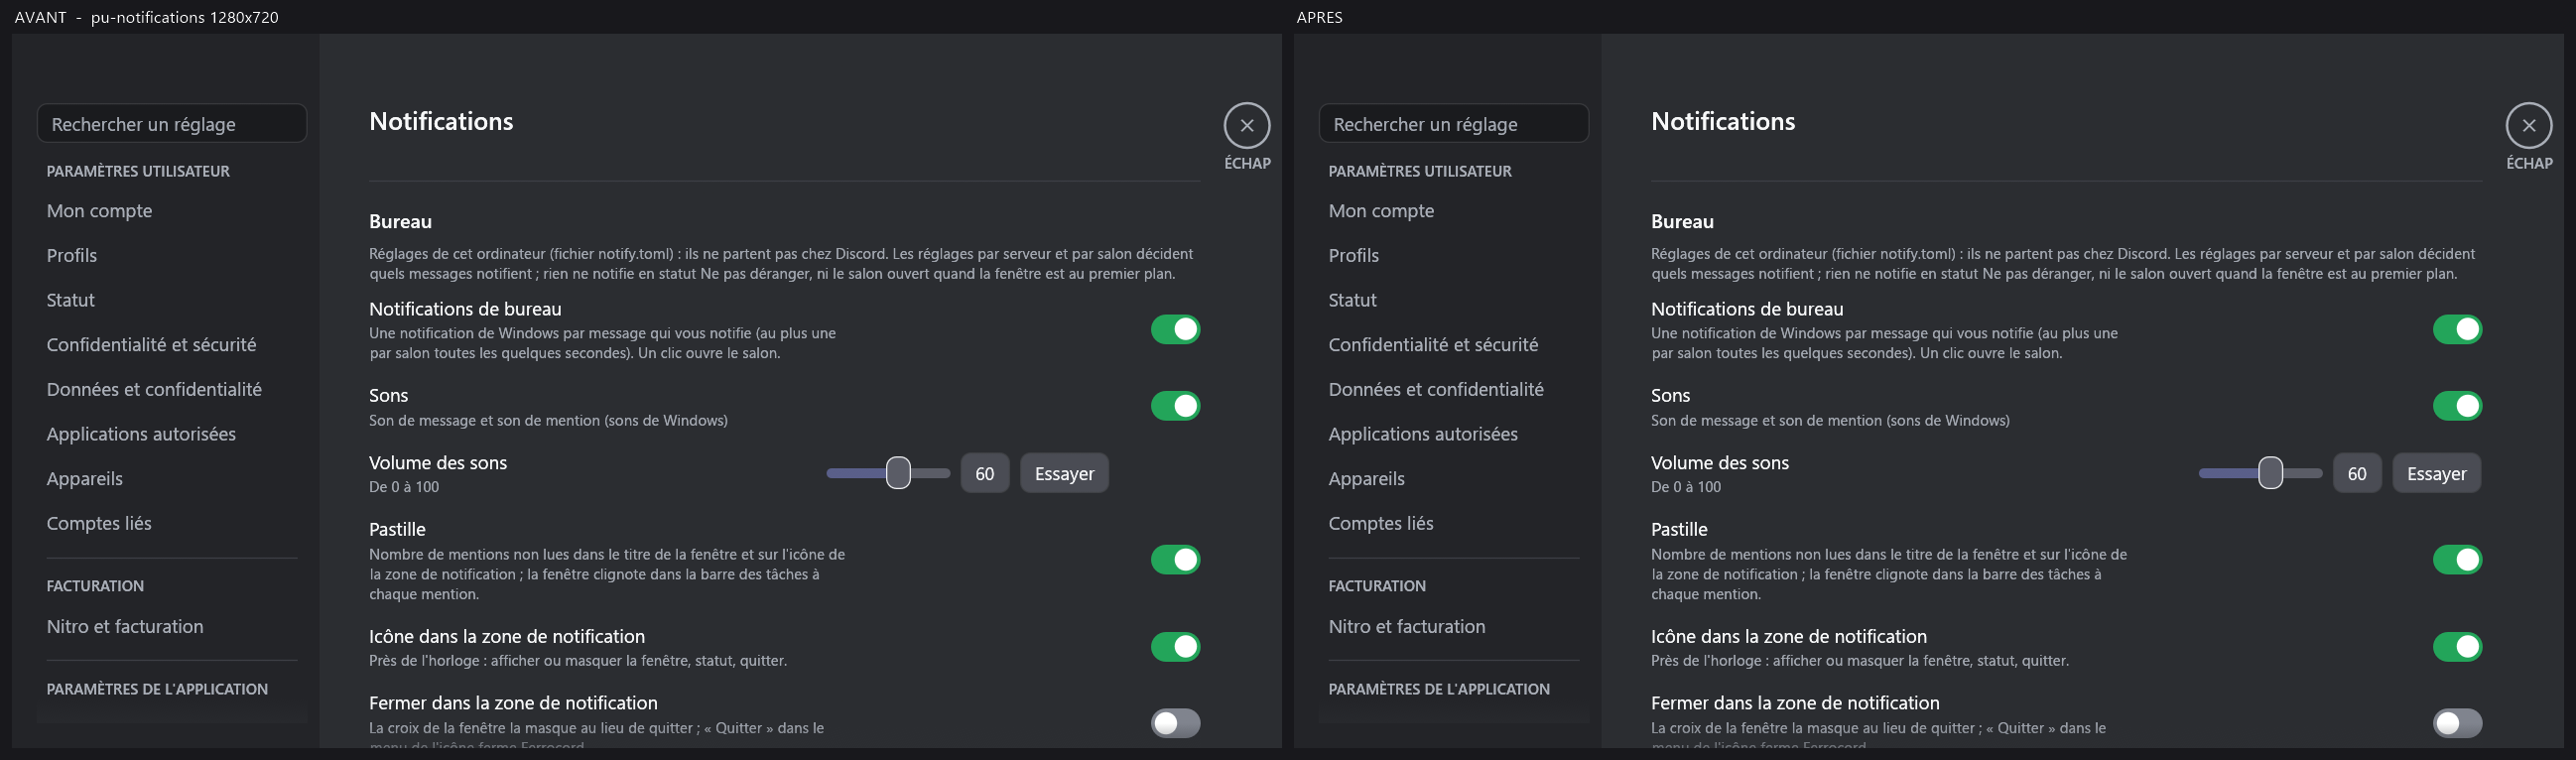 AVANT - pu-notifications 1280x720
Rechercher un réglage
PARAMÈTRES UTILISATEUR
Mon compte
Profils
Statut
Confidentialité et sécurité
Données et confidentialité
Applications autorisées
Appareils
Comptes liés
FACTURATION
Nitro et facturation
PARAMÈTRES DE L'APPLICATION
Notifications
ÉCHAP
Bureau
Réglages de cet ordinateur (fichier notify.toml) : ils ne partent pas chez Discord. Les réglages par serveur et par salon décident
quels messages notifient ; rien ne notifie en statut Ne pas déranger, ni le salon ouvert quand la fenêtre est au premier plan.
Notifications de bureau
Une notification de Windows par message qui vous notifie (au plus une
par salon toutes les quelques secondes). Un clic ouvre le salon.
Sons
Son de message et son de mention (sons de Windows)
Volume des sons
De 0 à 100
60
Essayer
Pastille
Nombre de mentions non lues dans le titre de la fenêtre et sur l'icône de
la zone de notification ; la fenêtre clignote dans la barre des tâches à
chaque mention.
Icône dans la zone de notification
Près de l'horloge : afficher ou masquer la fenêtre, statut, quitter.
Fermer dans la zone de notification
La croix de la fenêtre la masque au lieu de quitter ; « Quitter » dans le
menu de l'icône ferme Ferrocord
APRES
Rechercher un réglage
PARAMÈTRES UTILISATEUR
Mon compte
Profils
Statut
Confidentialité et sécurité
Données et confidentialité
Applications autorisées
Appareils
Comptes liés
FACTURATION
Nitro et facturation
PARAMÈTRES DE L'APPLICATION
Notifications
ÉCHAP
Bureau
Réglages de cet ordinateur (fichier notify.toml) : ils ne partent pas chez Discord. Les réglages par serveur et par salon décident
quels messages notifient ; rien ne notifie en statut Ne pas déranger, ni le salon ouvert quand la fenêtre est au premier plan.
Notifications de bureau
Une notification de Windows par message qui vous notifie (au plus une
par salon toutes les quelques secondes). Un clic ouvre le salon.
Sons
Son de message et son de mention (sons de Windows)
Volume des sons
De 0 à 100
60
Essayer
Pastille
Nombre de mentions non lues dans le titre de la fenêtre et sur l'icône de
la zone de notification ; la fenêtre clignote dans la barre des tâches à
chaque mention.
Icône dans la zone de notification
Près de l'horloge : afficher ou masquer la fenêtre, statut, quitter.
Fermer dans la zone de notification
La croix de la fenêtre la masque au lieu de quitter ; « Quitter » dans le
menu de l'icône ferme Ferrocord